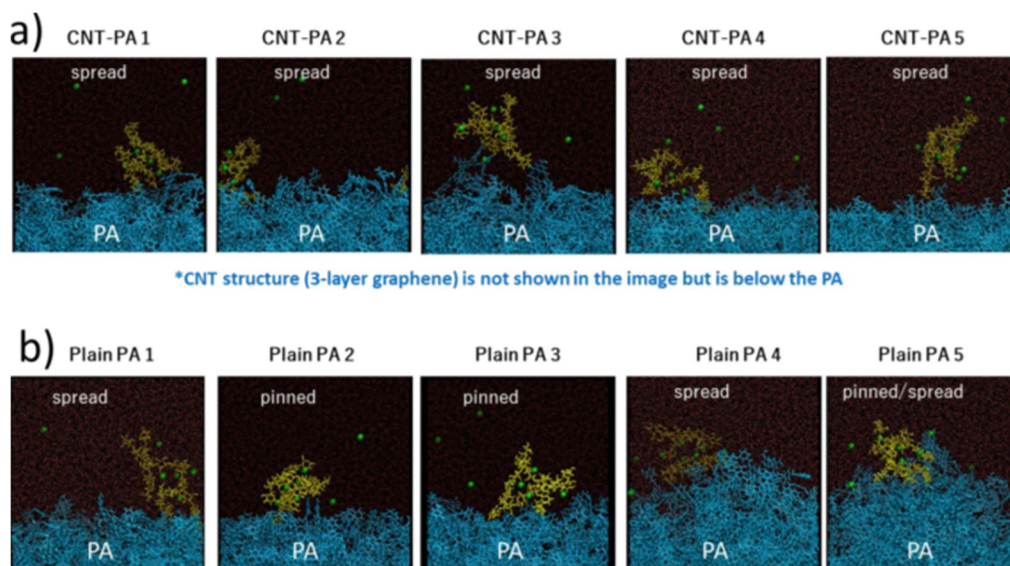 a)
CNT-PA 1
CNT-PA 2
CNT-PA 3
CNT-PA 4
CNT-PA 5
spread
spread
spread
spread
spread
PA
PA
PA
PA
PA
*CNT structure (3-layer graphene) is not shown in the image but is below the PA
b)
Plain PA 1
Plain PA 2
Plain PA 3
Plain PA 4
Plain PA 5
spread
pinned
pinned
spread
pinned/spread
PA
PA
PA
PA
PA